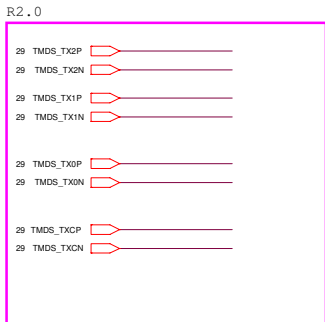 R2.0
29 TMDS_TX2P
29 TMDS_TX2N
29 TMDS_TX1P
29 TMDS_TX1N
29 TMDS_TX0P
29 TMDS_TX0N
29 TMDS_TXCP
29 TMDS_TXCN